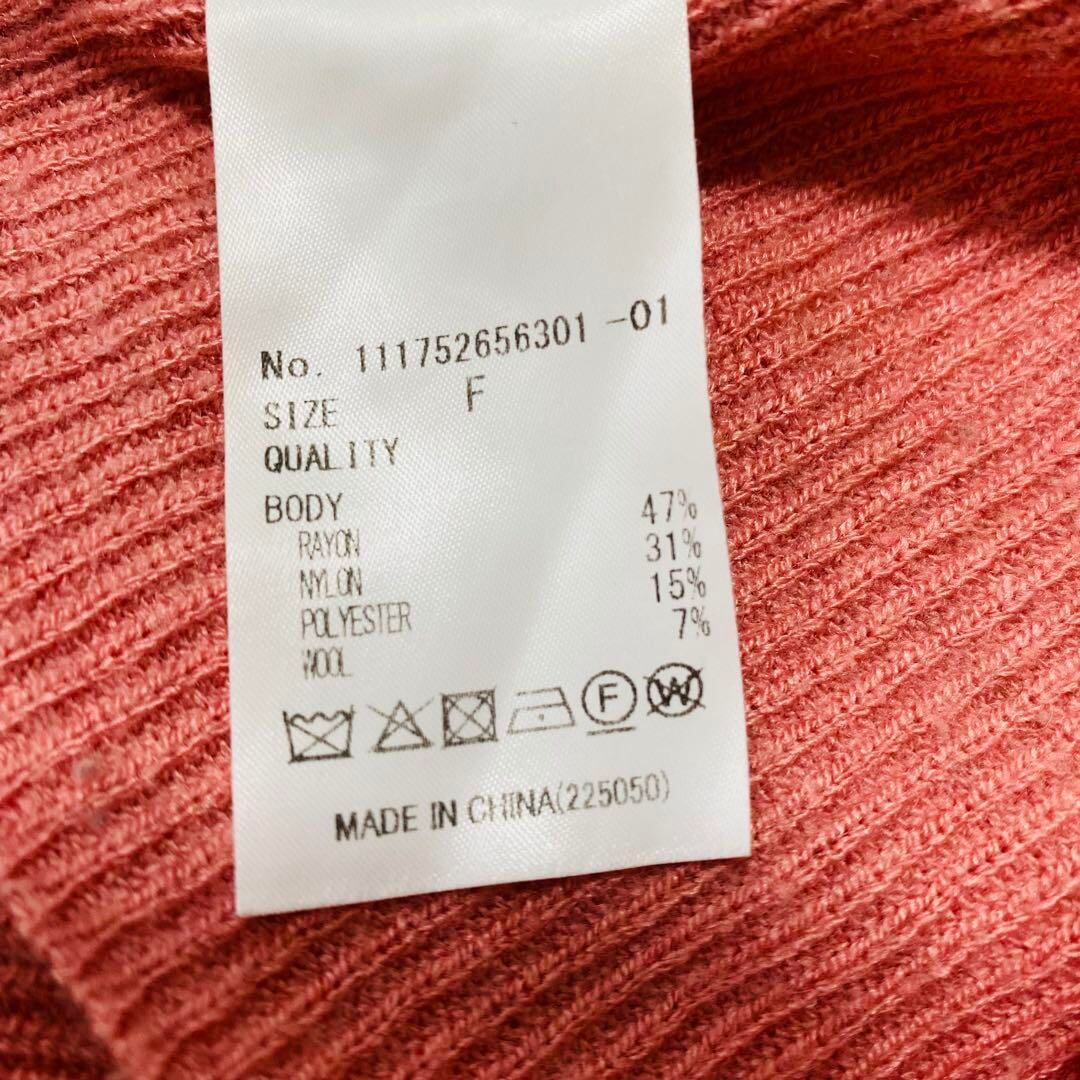 No. 111752656301 -01
SIZE F
QUALITY
BODY 47%
RAYON 31%
NYLON 15%
POLYESTER 7%
WOOL
F W
MADE IN CHINA(225050)